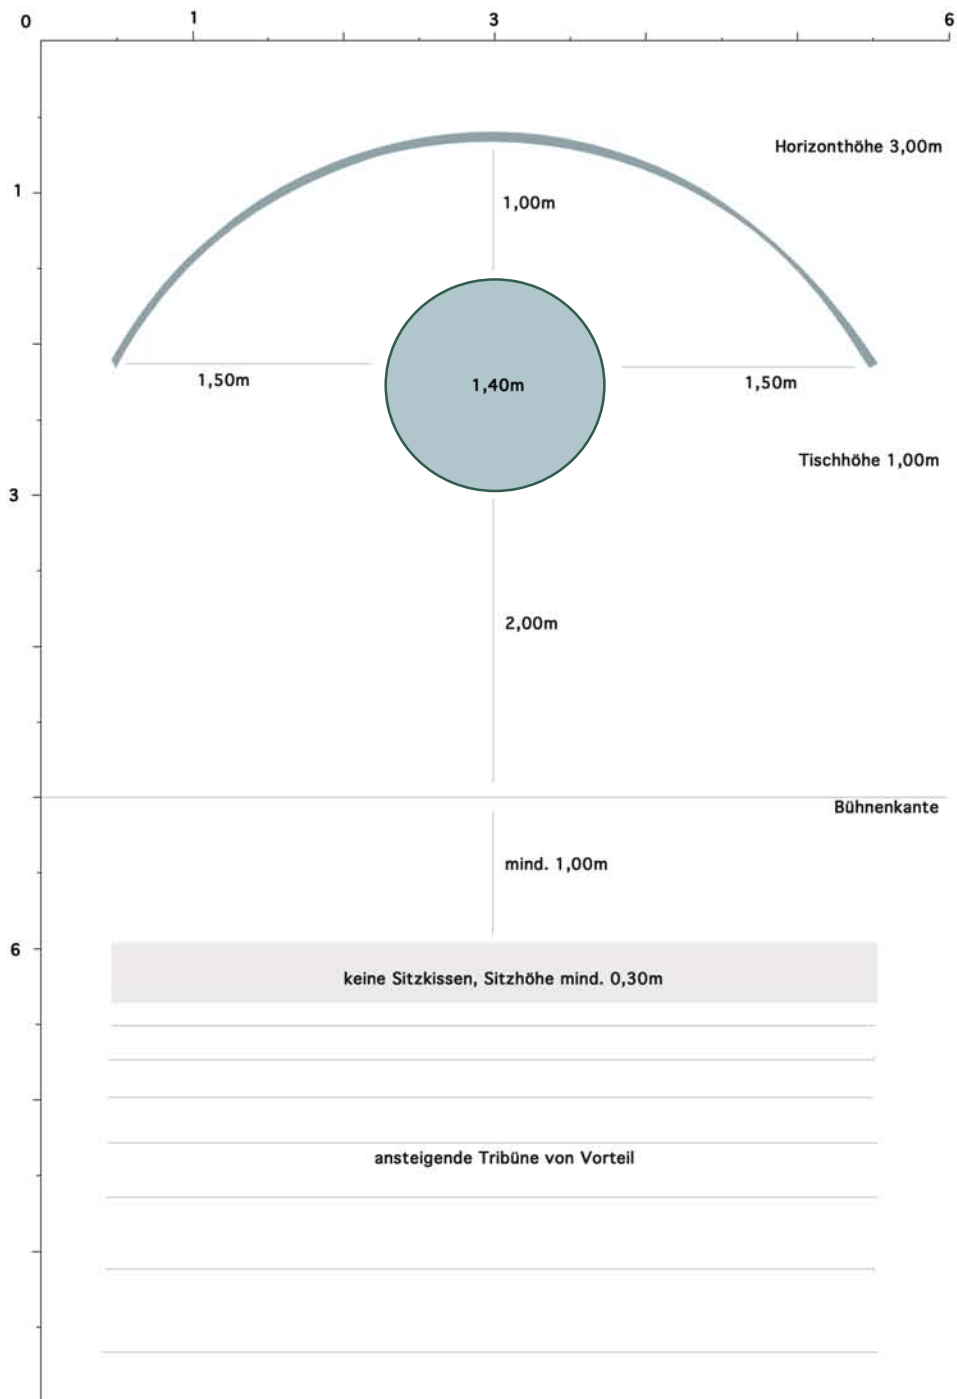 0
1
3
6
Horizonthöhe 3,00m
1
1,00m
1,50m
1,40m
1,50m
Tischhöhe 1,00m
3
2,00m
Bühnenkante
mind. 1,00m
6
keine Sitzkissen, Sitzhöhe mind. 0,30m
ansteigende Tribüne von Vorteil